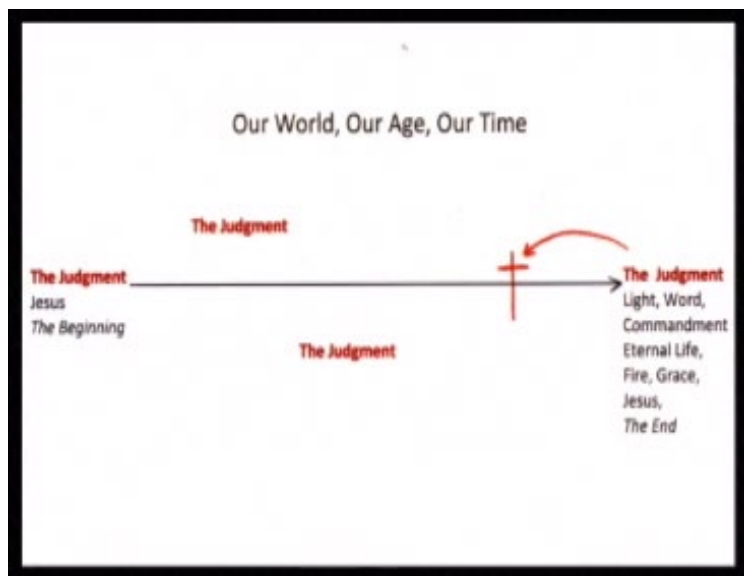 Our World, Our Age, Our Time
The Judgment
The Judgment
Jesus
The Beginning
The Judgment
The Judgment
Light, Word,
Commandment
Eternal Life,
Fire, Grace,
Jesus,
The End